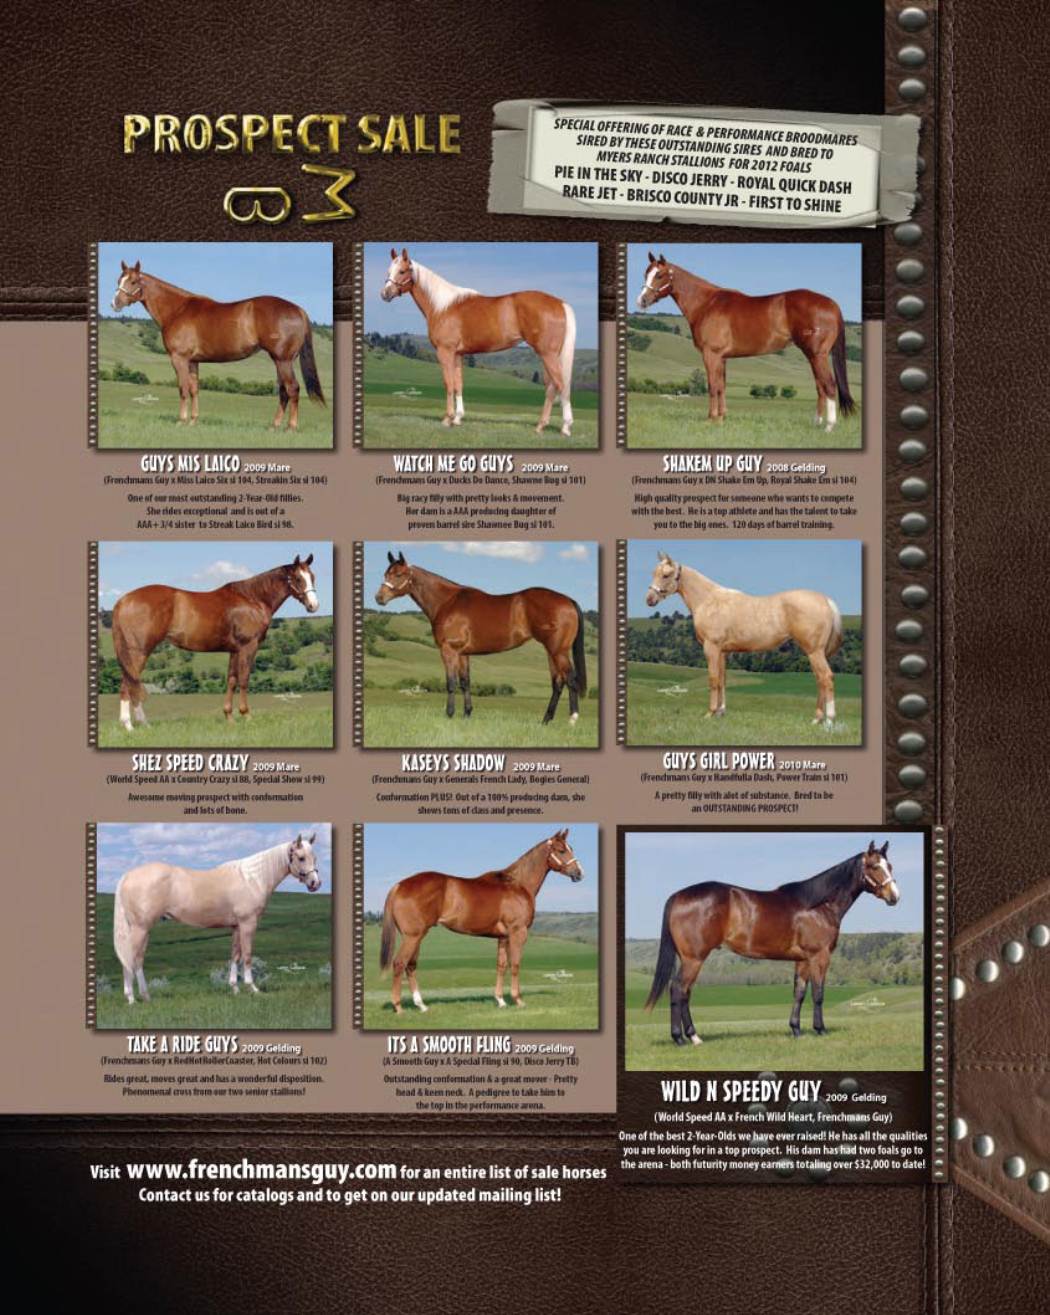 PROSPECT SALE
SPECIAL OFFERING OF RACE & PERFORMANCE BROODMARES
SIRED BY THESE OUTSTANDING SIRES AND BRED TO
MYERS RANCH STALLIONS FOR 2012 FOALS
PIE IN THE SKY - DISCO JERRY - ROYAL QUICK DASH
RARE JET - BRISCO COUNTY JR - FIRST TO SHINE
GUYS MIS LAICO 2009 Mare
(Frenchmans Guy x Miss Laico Six si 104, Streakin Six si 104)
One of our most outstanding 2-Year-Old fillies.
She rides exceptional and is out of a
AAA+ 3/4 sister to Streak Laico Bird si 98.
WATCH ME GO GUYS 2009 Mare
(Frenchmans Guy x Ducks Do Dance, Shawne Bug si 101)
Big racy filly with pretty looks & movement.
Her dam is a AAA producing daughter of
proven barrel sire Shawnee Bug si 101.
SHAKEM UP GUY 2008 Gelding
(Frenchmans Guy x DN Shake Em Up, Royal Shake Em si 104)
High quality prospect for someone who wants to compete
with the best. He is a top athlete and has the talent to take
you to the big ones. 120 days of barrel training.
SHEZ SPEED CRAZY 2009 Mare
(World Speed AA x Country Crazy si 88, Special Show si 99)
Awesome moving prospect with conformation
and lots of bone.
KASEYS SHADOW 2009 Mare
(Frenchmans Guy x Generals French Lady, Bogies General)
Conformation PLUS! Out of a 100% producing dam, she
shows tons of class and presence.
GUYS GIRL POWER 2010 Mare
(Frenchmans Guy x Handfulla Dash, Power Train si 101)
A pretty filly with alot of substance. Bred to be
an OUTSTANDING PROSPECT!
TAKE A RIDE GUYS 2009 Gelding
(Frenchmans Guy x RedHotRollerCoaster, Hot Colours si 102)
Rides great, moves great and has a wonderful disposition.
Phenomenal cross from our two senior stallions!
ITS A SMOOTH FLING 2009 Gelding
(A Smooth Guy x A Special Fling si 90, Disco Jerry TB)
Outstanding conformation & a great mover - Pretty
head & keen neck. A pedigree to take him to
the top in the performance arena.
WILD N SPEEDY GUY 2009 Gelding
(World Speed AA x French Wild Heart, Frenchmans Guy)
One of the best 2-Year-Olds we have ever raised! He has all the qualities
you are looking for in a top prospect. His dam has had two foals go to
the arena - both futurity money earners totaling over $32,000 to date!
Visit www.frenchmansguy.com for an entire list of sale horses
Contact us for catalogs and to get on our updated mailing list!